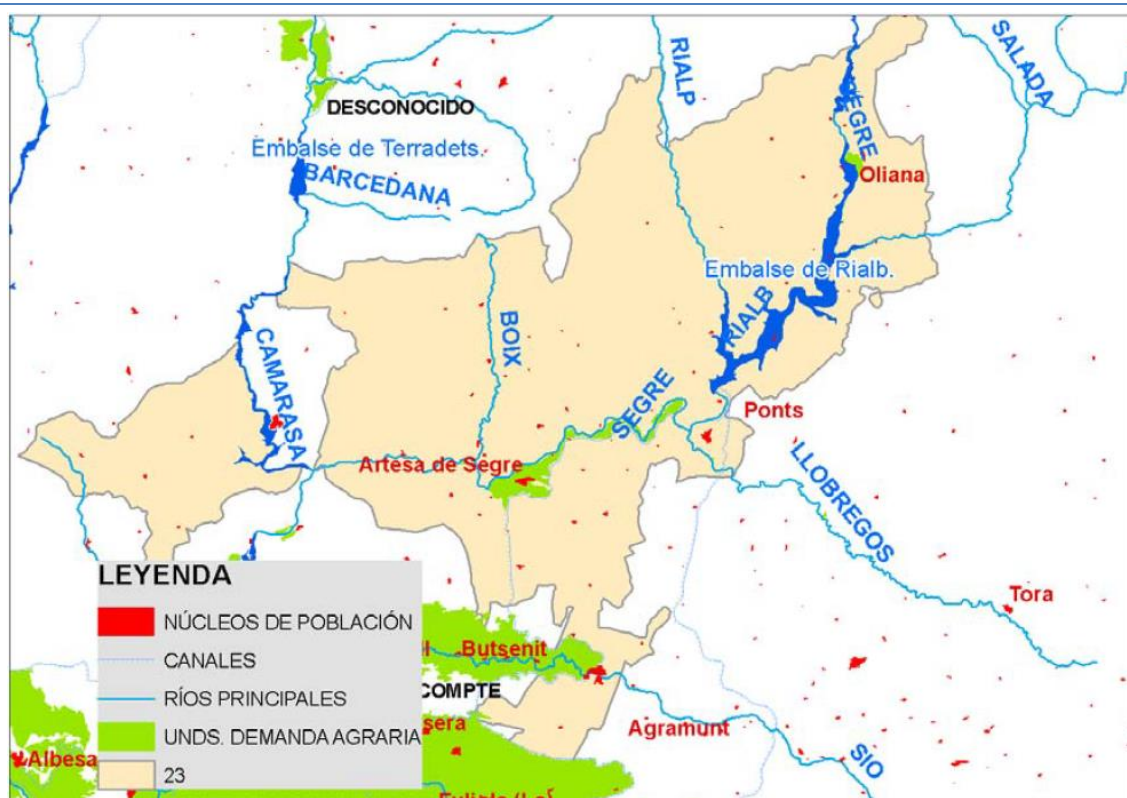 RIALP
SALADA
SEGRE
DESCONOCIDO
Embalse de Terradets.
BARCEDANA
Oliana
Embalse de Rialb.
RIALB
BOIX
CAMARASA
SEGRE
Ponts
Artesa de Segre
LLOBREGOS
LEYENDA
NÚCLEOS DE POBLACIÓN
CANALES
RÍOS PRINCIPALES
UNDS. DEMANDA AGRARIA
23
Tora
Butsenit
COMPTE
sera
Agramunt
SIO
Albesa